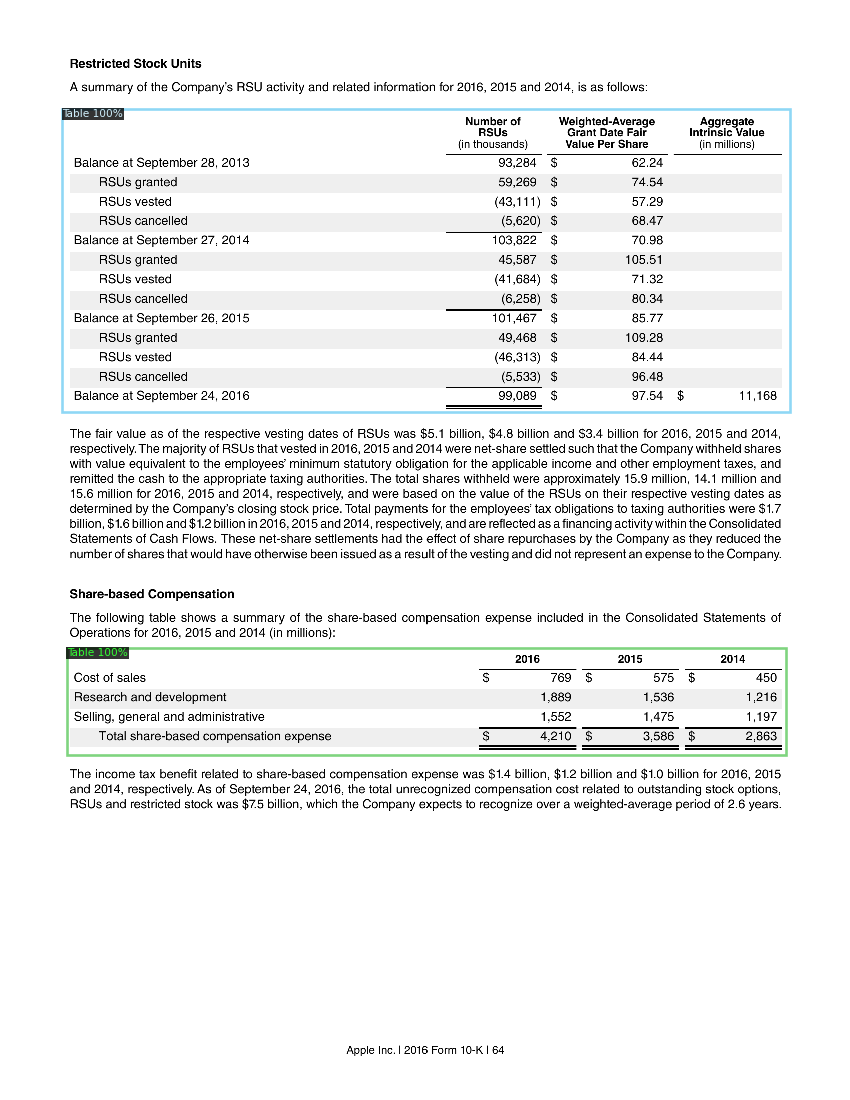 Restricted Stock Units
A summary of the Company's RSU activity and related information for 2016, 2015 and 2014, is as follows:
Table 100%
Number of RSUs (in thousands) Weighted-Average Grant Date Fair Value Per Share Aggregate Intrinsic Value (in millions)
Balance at September 28, 2013 93,284 $ 62.24
RSUs granted 59,269 $ 74.54
RSUs vested (43,111) $ 57.29
RSUs cancelled (5,620) $ 68.47
Balance at September 27, 2014 103,822 $ 70.98
RSUs granted 45,587 $ 105.51
RSUs vested (41,684) $ 71.32
RSUs cancelled (6,258) $ 80.34
Balance at September 26, 2015 101,467 $ 85.77
RSUs granted 49,468 $ 109.28
RSUs vested (46,313) $ 84.44
RSUs cancelled (5,533) $ 96.48
Balance at September 24, 2016 99,089 $ 97.54 $ 11,168
The fair value as of the respective vesting dates of RSUs was $5.1 billion, $4.8 billion and $3.4 billion for 2016, 2015 and 2014,
respectively. The majority of RSUs that vested in 2016, 2015 and 2014 were net-share settled such that the Company withheld shares
with value equivalent to the employees' minimum statutory obligation for the applicable income and other employment taxes, and
remitted the cash to the appropriate taxing authorities. The total shares withheld were approximately 15.9 million, 14.1 million and
15.6 million for 2016, 2015 and 2014, respectively, and were based on the value of the RSUs on their respective vesting dates as
determined by the Company's closing stock price. Total payments for the employees' tax obligations to taxing authorities were $1.7
billion, $1.6 billion and $1.2 billion in 2016, 2015 and 2014, respectively, and are reflected as a financing activity within the Consolidated
Statements of Cash Flows. These net-share settlements had the effect of share repurchases by the Company as they reduced the
number of shares that would have otherwise been issued as a result of the vesting and did not represent an expense to the Company.
Share-based Compensation
The following table shows a summary of the share-based compensation expense included in the Consolidated Statements of
Operations for 2016, 2015 and 2014 (in millions):
Table 100%
2016 2015 2014
Cost of sales $ 769 $ 575 $ 450
Research and development 1,889 1,536 1,216
Selling, general and administrative 1,552 1,475 1,197
Total share-based compensation expense $ 4,210 $ 3,586 $ 2,863
The income tax benefit related to share-based compensation expense was $1.4 billion, $1.2 billion and $1.0 billion for 2016, 2015
and 2014, respectively. As of September 24, 2016, the total unrecognized compensation cost related to outstanding stock options,
RSUs and restricted stock was $7.5 billion, which the Company expects to recognize over a weighted-average period of 2.6 years.
Apple Inc. | 2016 Form 10-K | 64